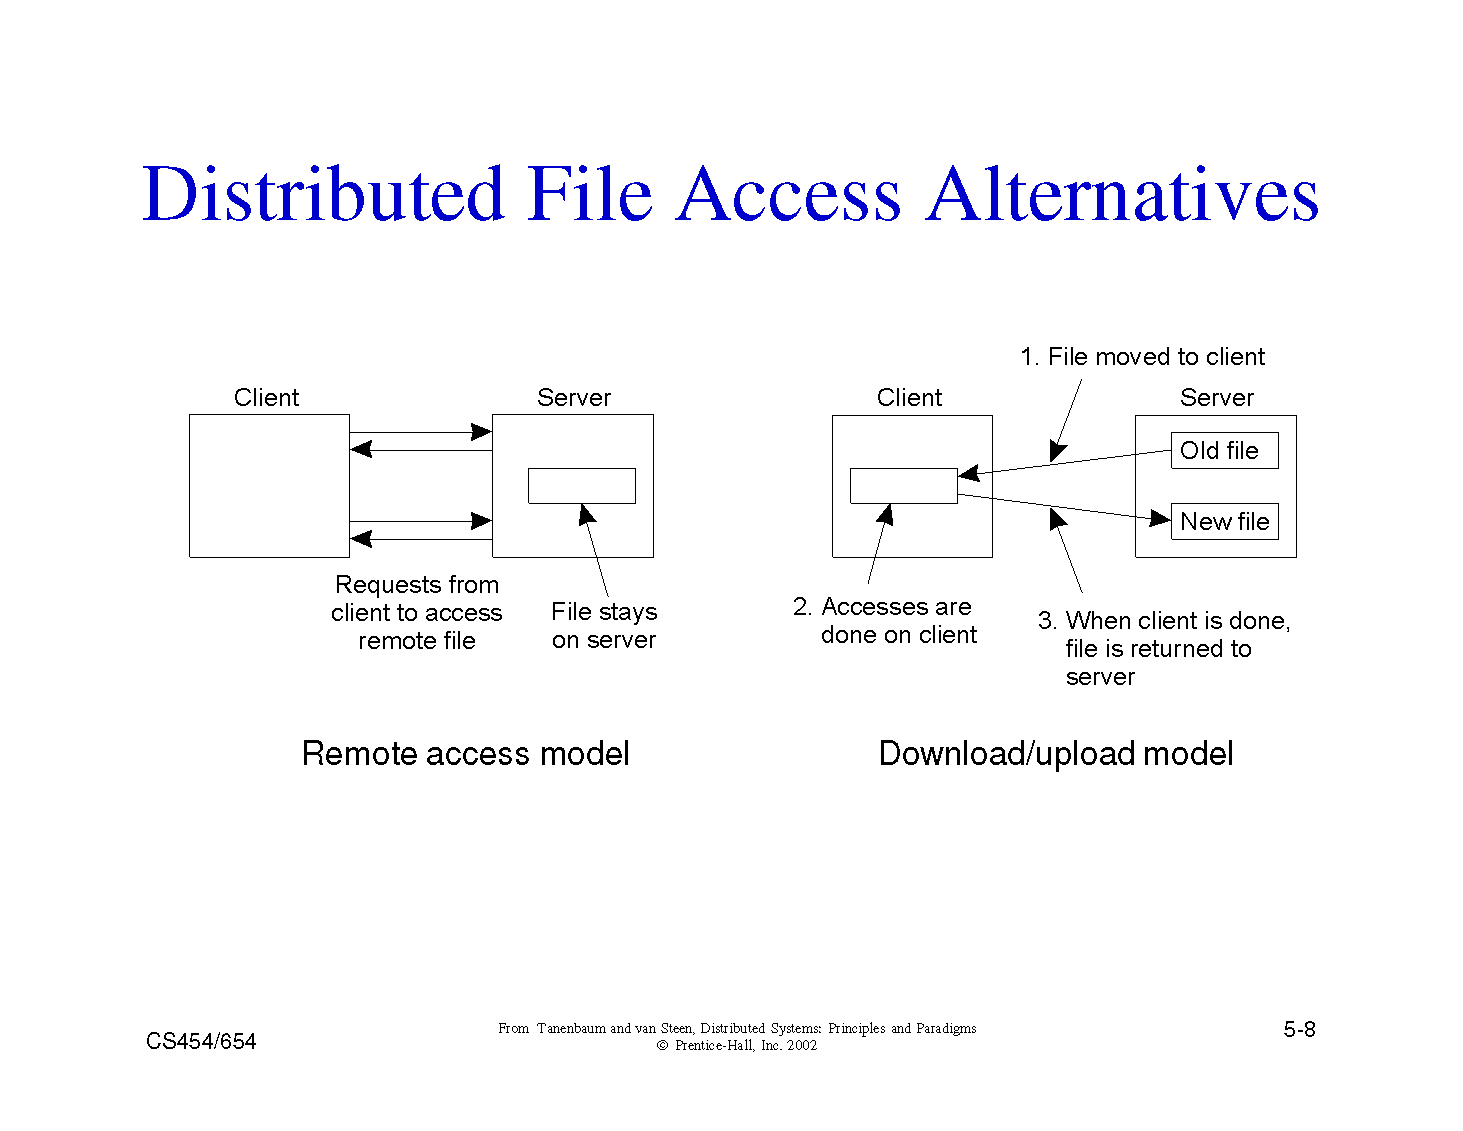 Distributed File Access Alternatives
Client
Server
Requests from
client to access
remote file
File stays
on server
Remote access model
1. File moved to client
Client
Server
Old file
New file
2. Accesses are
done on client
3. When client is done,
file is returned to
server
Download/upload model
CS454/654
From Tanenbaum and van Steen, Distributed Systems: Principles and Paradigms
© Prentice-Hall, Inc. 2002
5-8